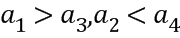 a₁ > a₃, a₂ < a₄